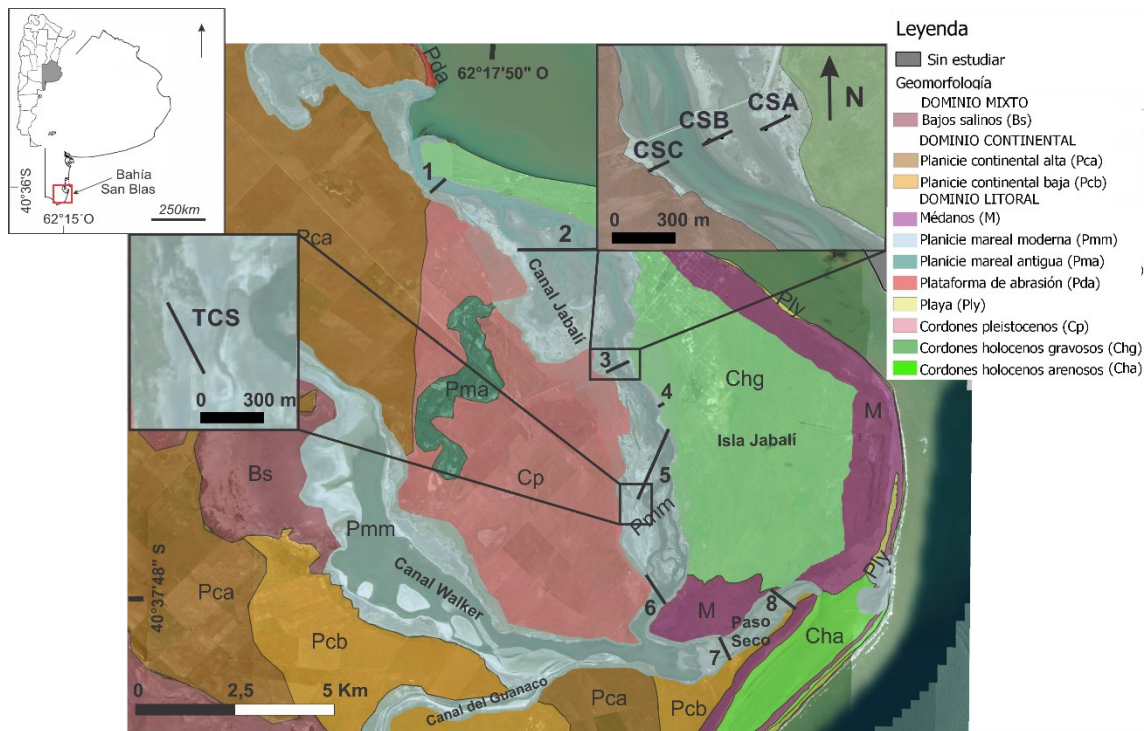 Bahía
San Blas
40°36'S
62°15´O
250km
62°17'50" O
Pda
1
2
Canal Jabalí
Pca
TCS
0 300 m
CSA
CSB
CSC
N
0 300 m
3
4
5
Pma
Chg
Isla Jabalí
Ply
M
Cp
Bs
Pmm
Pmm
Canal Walker
6
M
8
Paso
Seco
7
Ply
Cha
40°37'48" S
Pca
Pcb
Canal del Guanaco
Pca
Pcb
0 2,5 5 Km
Leyenda
Sin estudiar
Geomorfología
DOMINIO MIXTO
Bajos salinos (Bs)
DOMINIO CONTINENTAL
Planicie continental alta (Pca)
Planicie continental baja (Pcb)
DOMINIO LITORAL
Médanos (M)
Planicie mareal moderna (Pmm)
Planicie mareal antigua (Pma)
Plataforma de abrasión (Pda)
Playa (Ply)
Cordones pleistocenos (Cp)
Cordones holocenos gravosos (Chg)
Cordones holocenos arenosos (Cha)